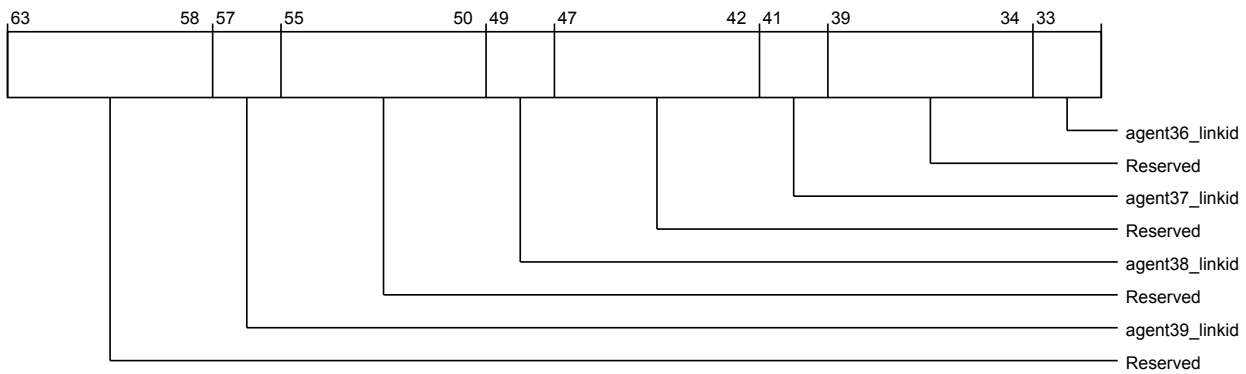 63 58 57 55 50 49 47 42 41 39 34 33
agent36_linkid
Reserved
agent37_linkid
Reserved
agent38_linkid
Reserved
agent39_linkid
Reserved